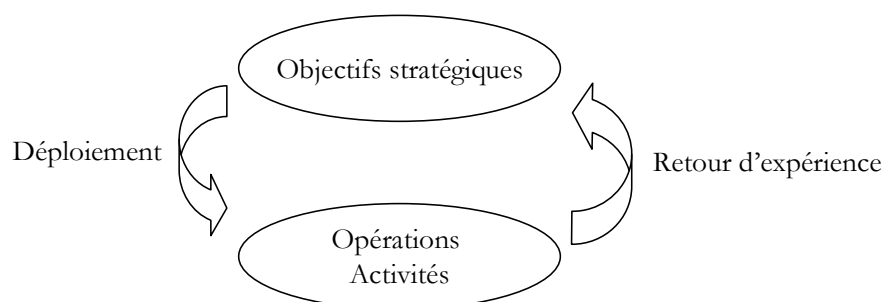 Objectifs stratégiques
Déploiement
Retour d'expérience
Opérations
Activités